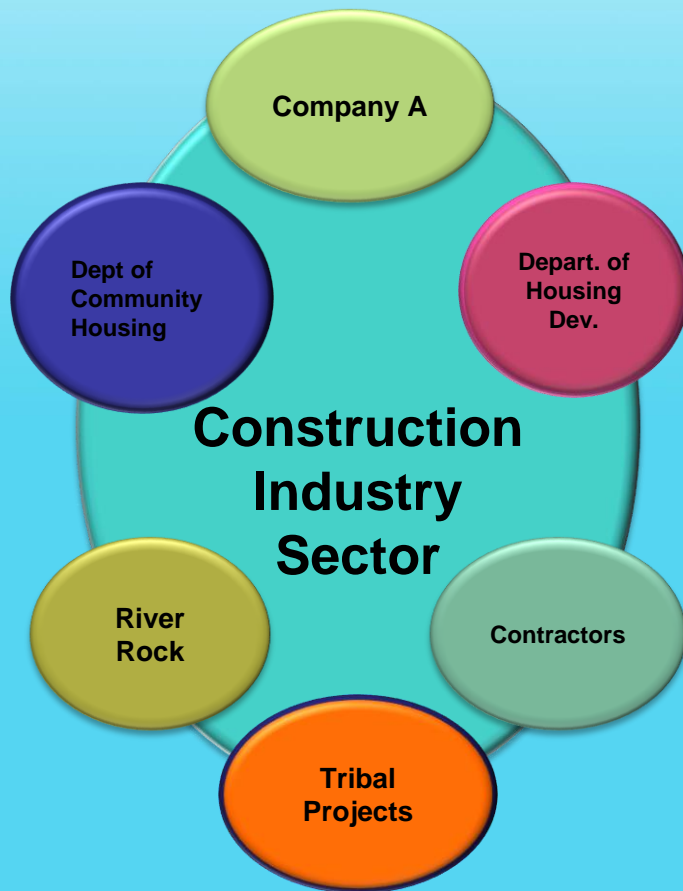 Company A
Dept of
Community
Housing
Depart. of
Housing
Dev.
Construction
Industry
Sector
River
Rock
Contractors
Tribal
Projects